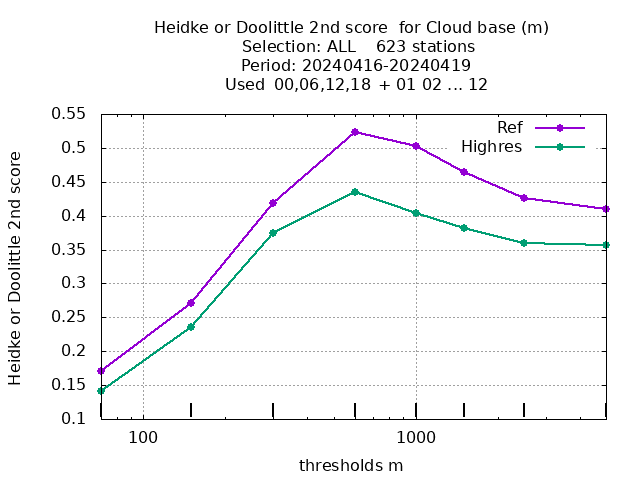 Heidke or Doolittle 2nd score  for Cloud base (m)
Selection: ALL    623 stations
Period: 20240416-20240419
Used  00,06,12,18 + 01 02 ... 12
Ref
Highres
Heidke or Doolittle 2nd score
0.55
0.5
0.45
0.4
0.35
0.3
0.25
0.2
0.15
0.1
100
1000
thresholds m